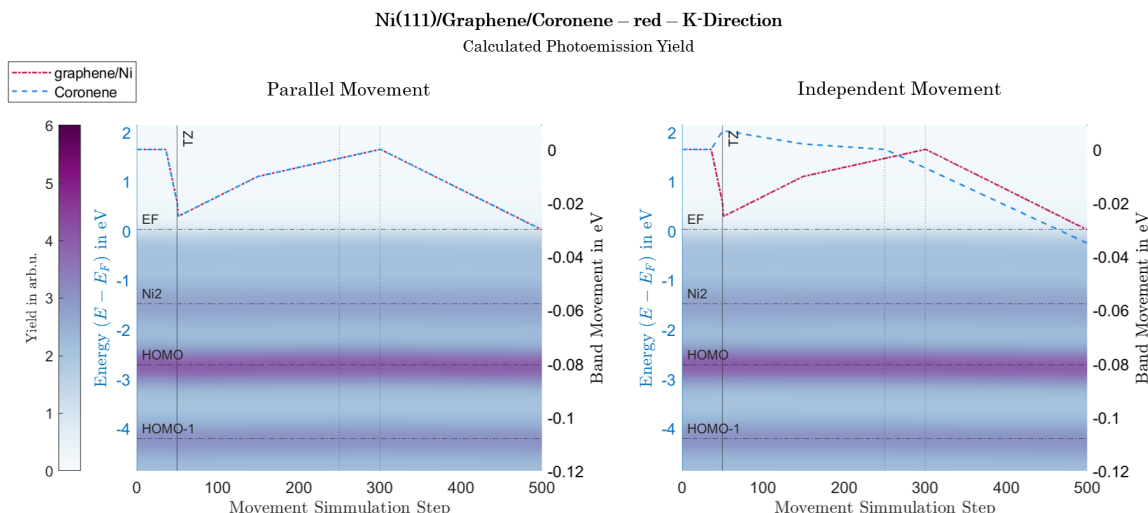 Ni(111)/Graphene/Coronene – red – K-Direction
Calculated Photoemission Yield
graphene/Ni
Coronene
Parallel Movement
Independent Movement
Yield in arb.u.
6
5
4
3
2
1
0
Energy (E − E_F) in eV
2
1
0
-1
-2
-3
-4
TZ
EF
Ni2
HOMO
HOMO-1
0
-0.02
-0.04
-0.06
-0.08
-0.1
-0.12
Band Movement in eV
0 100 200 300 400 500
Movement Simmulation Step
Energy (E − E_F) in eV
2
1
0
-1
-2
-3
-4
TZ
EF
Ni2
HOMO
HOMO-1
0
-0.02
-0.04
-0.06
-0.08
-0.1
-0.12
Band Movement in eV
0 100 200 300 400 500
Movement Simmulation Step